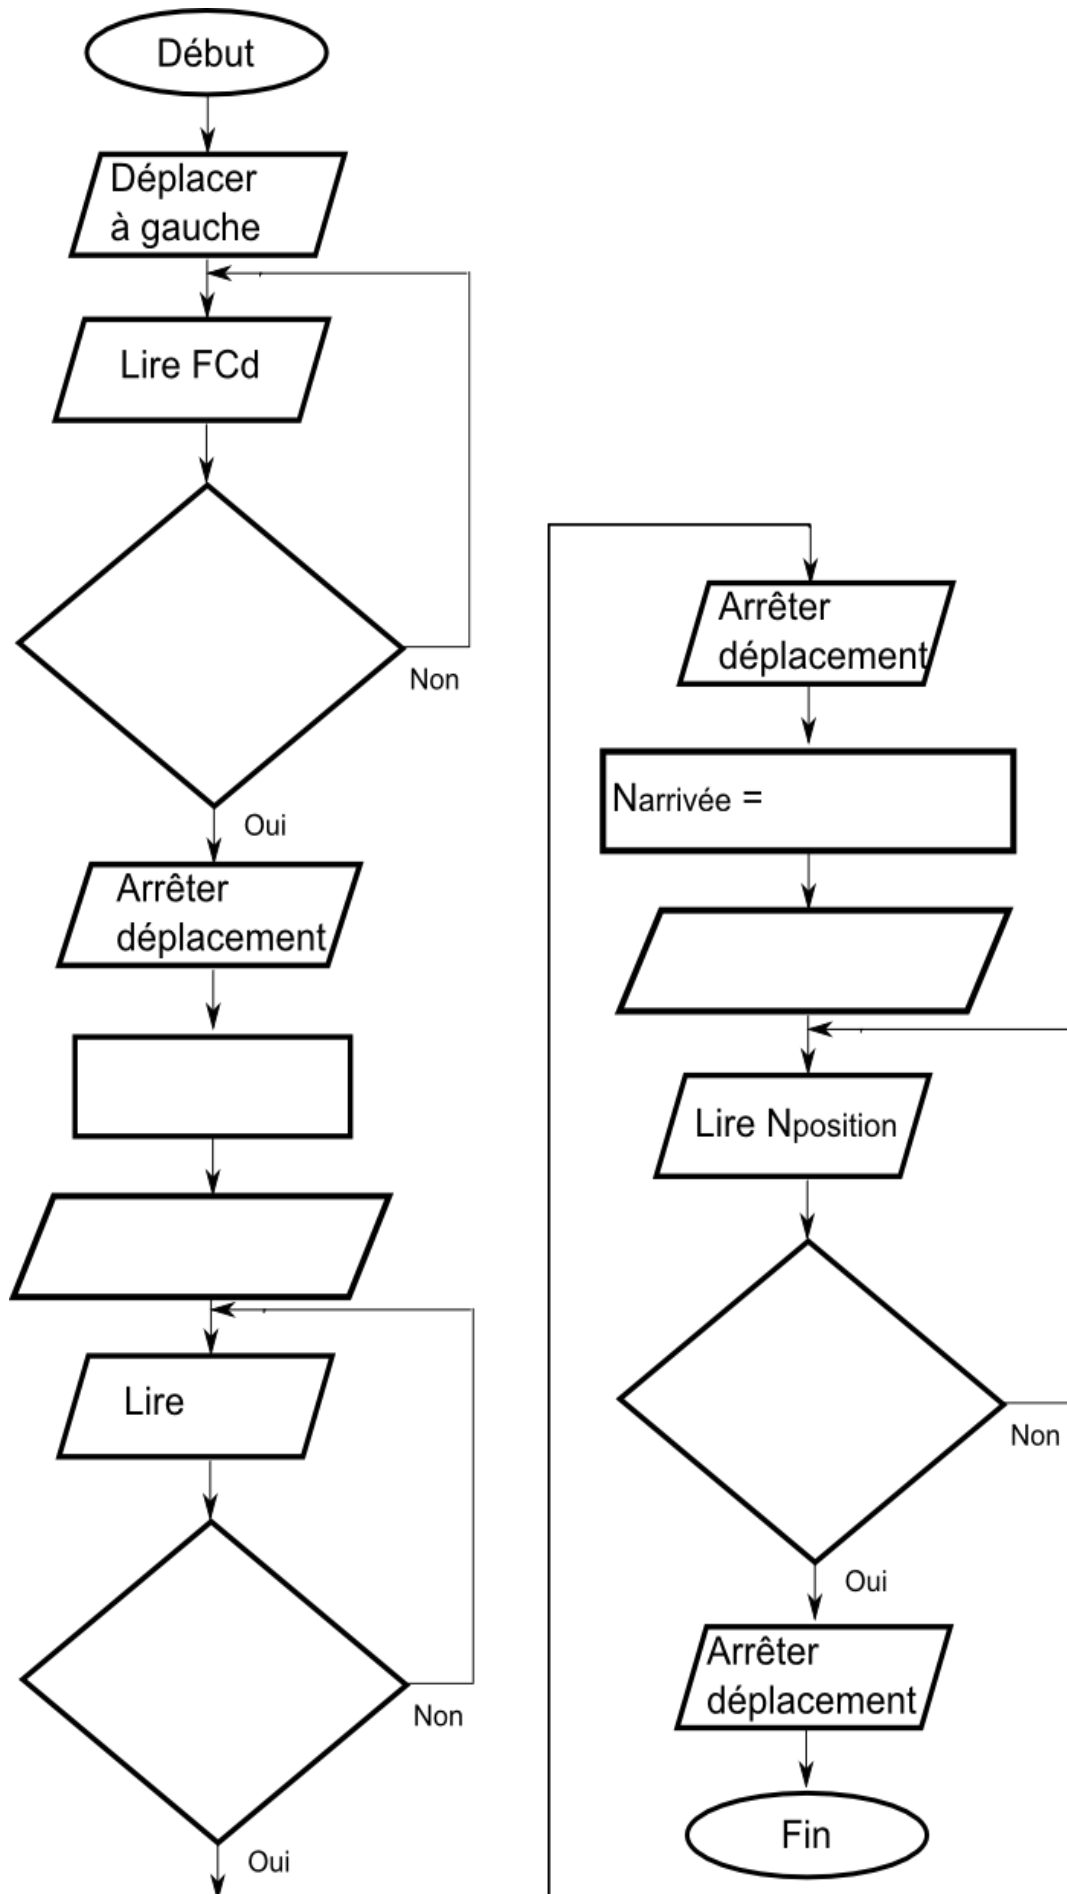 Début
Déplacer
à gauche
Lire FCd
Non
Oui
Arrêter
déplacement
Lire
Non
Oui
Arrêter
déplacement
Narrivée =
Lire Nposition
Non
Oui
Arrêter
déplacement
Fin